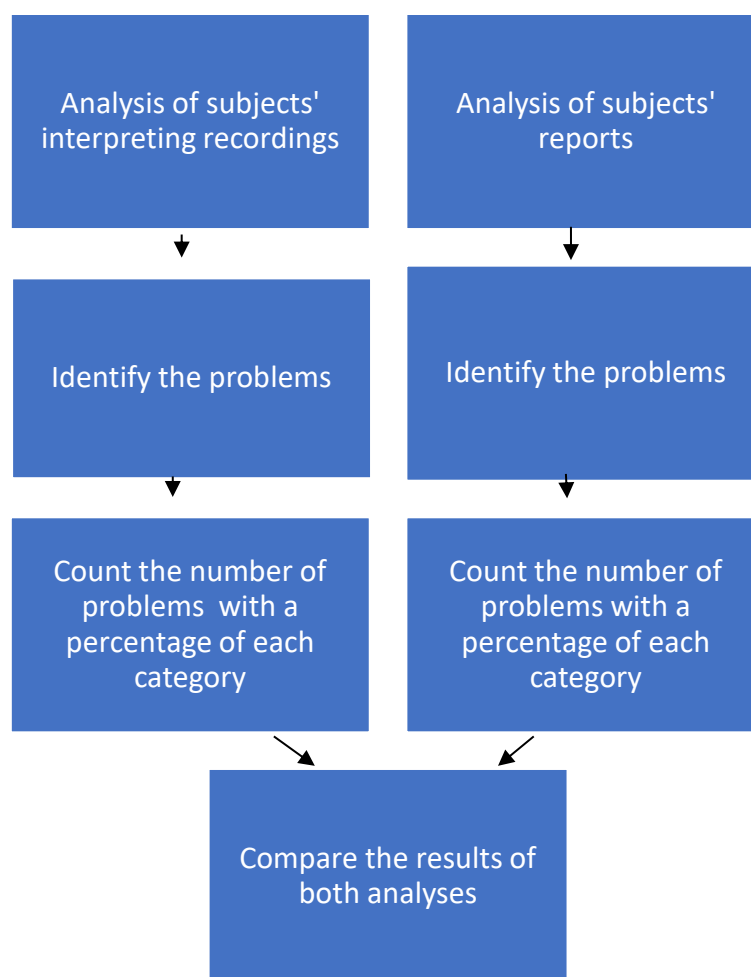 Analysis of subjects'
interpreting recordings
Analysis of subjects'
reports
Identify the problems
Identify the problems
Count the number of
problems  with a
percentage of each
category
Count the number of
problems with a
percentage of each
category
Compare the results of
both analyses